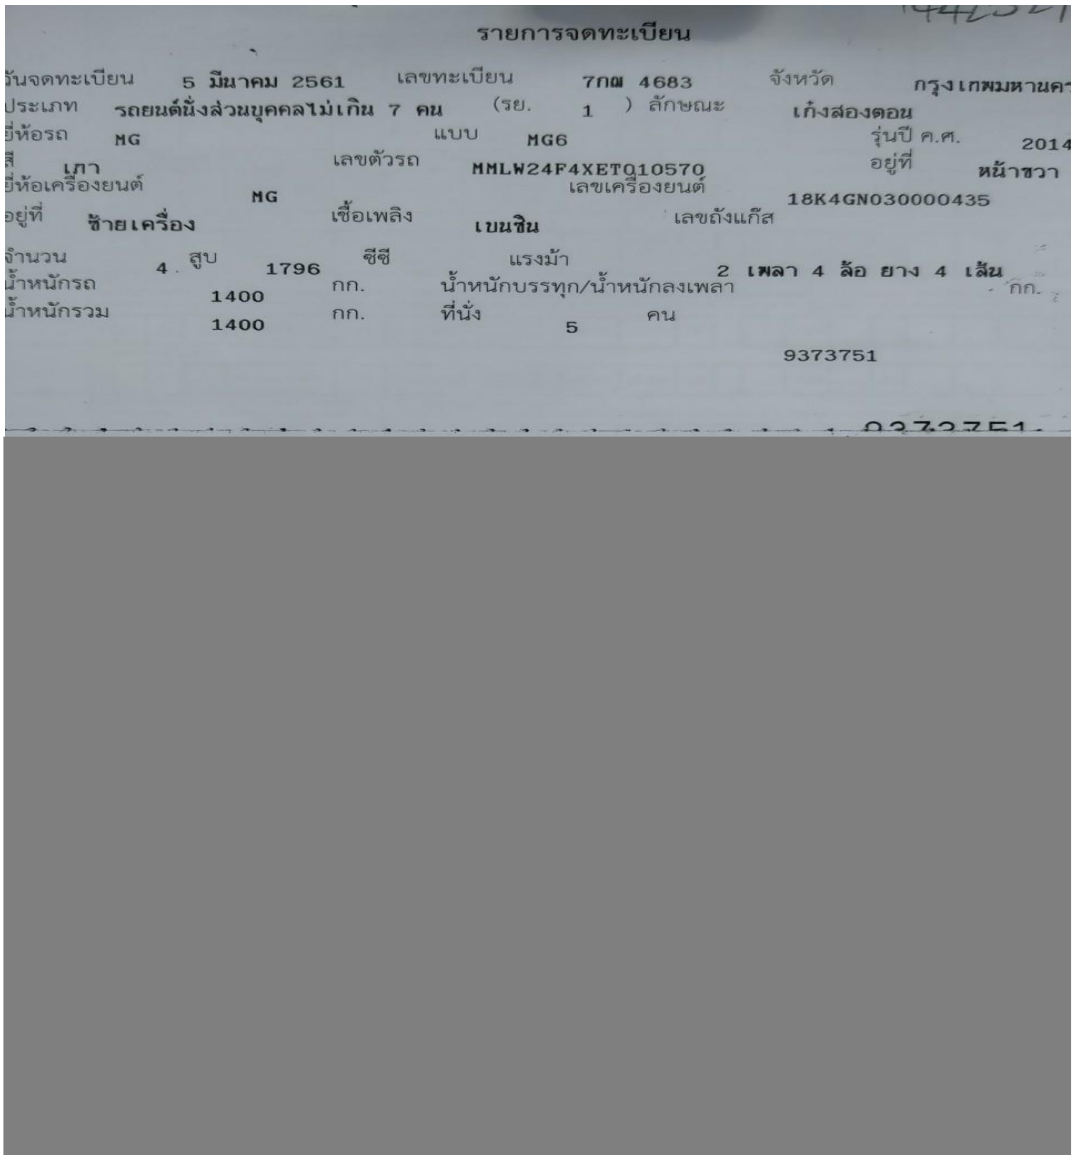 รายการจดทะเบียน
วันจดทะเบียน 5 มีนาคม 2561 เลขทะเบียน 7กฒ 4683 จังหวัด กรุงเทพมหานคร
ประเภท รถยนต์นั่งส่วนบุคคลไม่เกิน 7 คน (รย. 1 ) ลักษณะ เก๋งสองตอน
ยี่ห้อรถ MG แบบ MG6 รุ่นปี ค.ศ. 2014
สี เทา เลขตัวรถ MMLW24F4XET010570 อยู่ที่ หน้าขวา
ยี่ห้อเครื่องยนต์ MG เลขเครื่องยนต์ 18K4GN030000435
อยู่ที่ ซ้ายเครื่อง เชื้อเพลิง เบนซิน เลขถังแก๊ส
จำนวน 4 สูบ 1796 ซีซี แรงม้า 2 เพลา 4 ล้อ ยาง 4 เส้น
น้ำหนักรถ 1400 กก. น้ำหนักบรรทุก/น้ำหนักลงเพลา กก.
น้ำหนักรวม 1400 กก. ที่นั่ง 5 คน
9373751
9373751